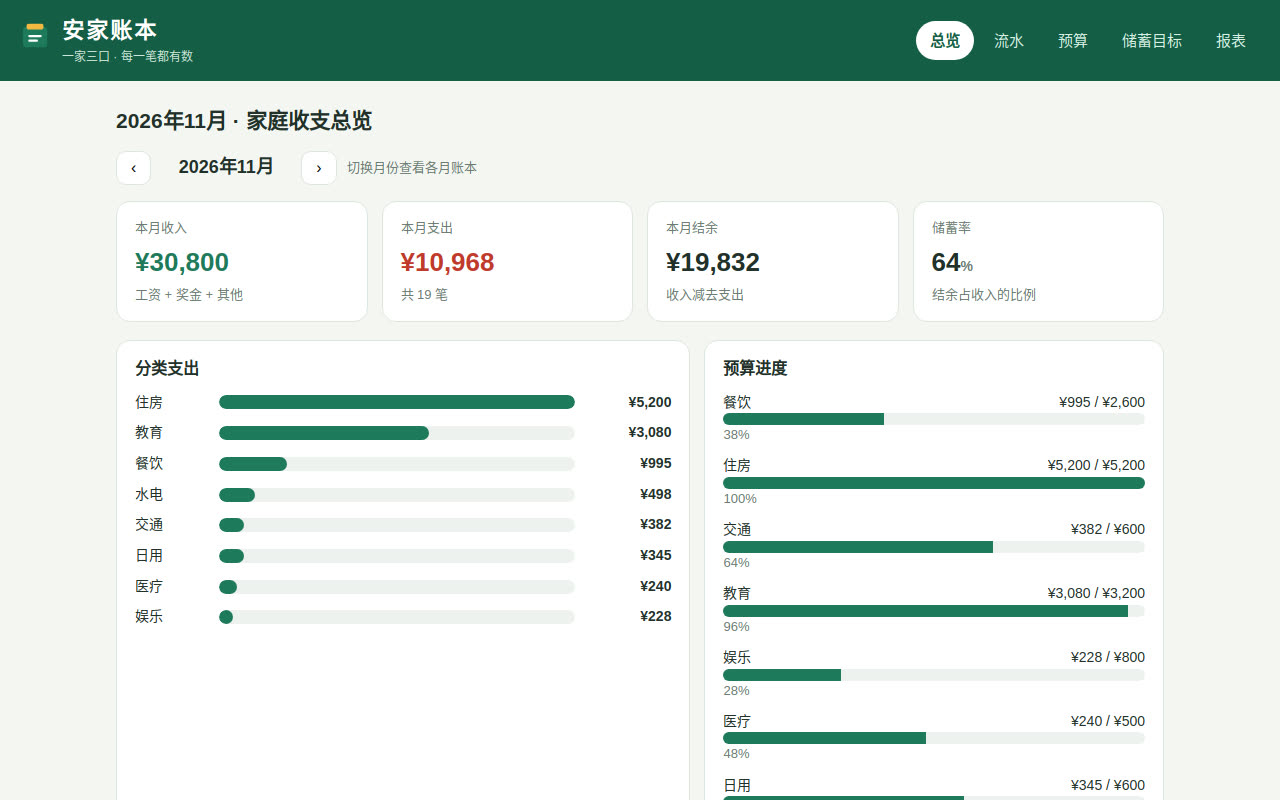 安家账本
一家三口 · 每一笔都有数
总览
流水
预算
储蓄目标
报表
2026年11月 · 家庭收支总览
‹
2026年11月
›
切换月份查看各月账本
本月收入
¥30,800
工资 + 奖金 + 其他
本月支出
¥10,968
共 19 笔
本月结余
¥19,832
收入减去支出
储蓄率
64%
结余占收入的比例
分类支出
住房 ¥5,200
教育 ¥3,080
餐饮 ¥995
水电 ¥498
交通 ¥382
日用 ¥345
医疗 ¥240
娱乐 ¥228
预算进度
餐饮 ¥995 / ¥2,600
38%
住房 ¥5,200 / ¥5,200
100%
交通 ¥382 / ¥600
64%
教育 ¥3,080 / ¥3,200
96%
娱乐 ¥228 / ¥800
28%
医疗 ¥240 / ¥500
48%
日用 ¥345 / ¥600